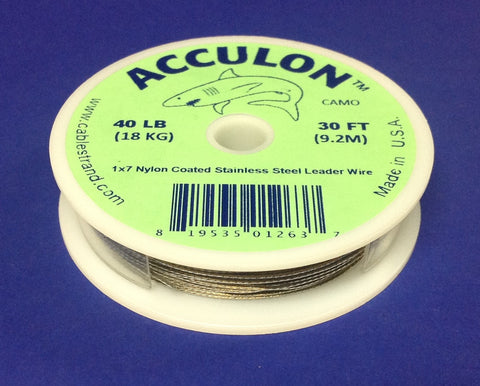 ACCULON™
CAMO
40 LB
(18 KG)
30 FT
(9.2M)
1x7 Nylon Coated Stainless Steel Leader Wire
www.cablestrand.com
Made in U.S.A.
8 19535 01263 7